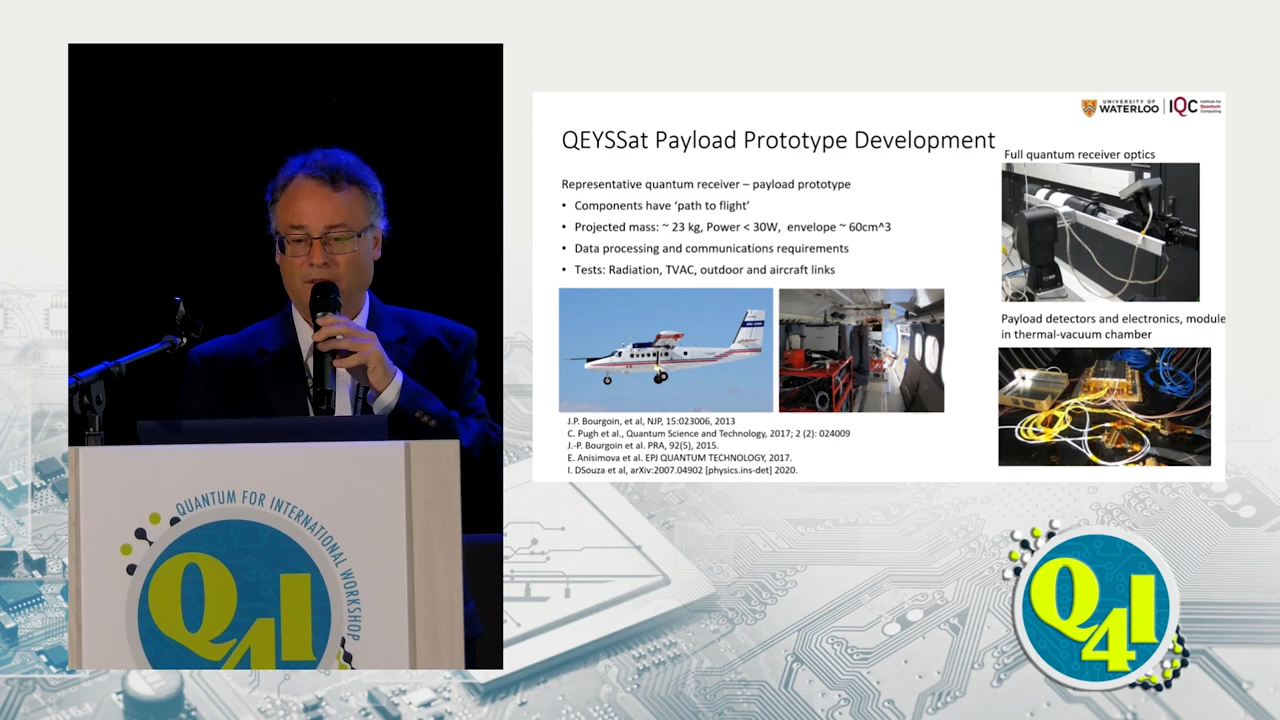 QUANTUM FOR INTERNATIONAL WORKSHOP
Q4I
UNIVERSITY OF
WATERLOO
IQC
Institute for
Quantum
Computing
QEYSSat Payload Prototype Development
Representative quantum receiver – payload prototype
• Components have ‘path to flight’
• Projected mass: ~ 23 kg, Power < 30W, envelope ~ 60cm^3
• Data processing and communications requirements
• Tests: Radiation, TVAC, outdoor and aircraft links
J.P. Bourgoin, et al, NJP, 15:023006, 2013
C. Pugh et al., Quantum Science and Technology, 2017; 2 (2): 024009
J.-P. Bourgoin et al. PRA, 92(5), 2015.
E. Anisimova et al. EPJ QUANTUM TECHNOLOGY, 2017.
I. DSouza et al, arXiv:2007.04902 [physics.ins-det] 2020.
Full quantum receiver optics
Payload detectors and electronics, module
in thermal-vacuum chamber
Q4I